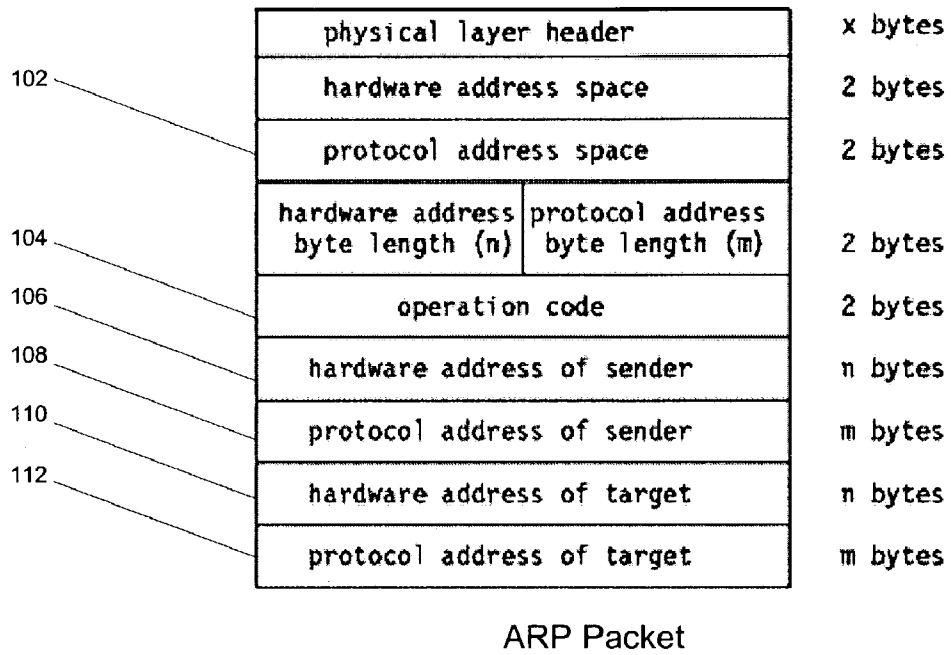 physical layer header x bytes
102 hardware address space 2 bytes
protocol address space 2 bytes
hardware address protocol address
byte length (n) byte length (m) 2 bytes
104
operation code 2 bytes
106
hardware address of sender n bytes
108
protocol address of sender m bytes
110
hardware address of target n bytes
112
protocol address of target m bytes
ARP Packet